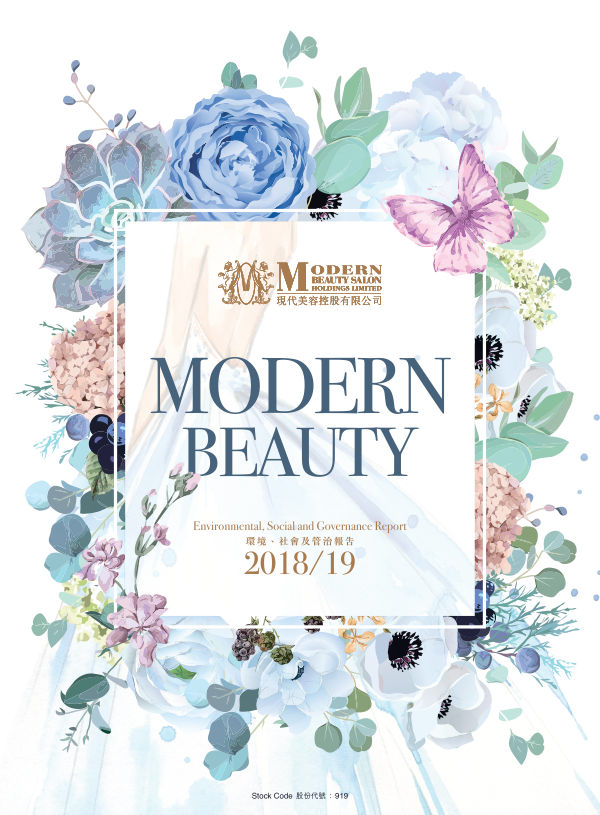 MODERN
BEAUTY SALON
HOLDINGS LIMITED
現代美容控股有限公司
MODERN
BEAUTY
Environmental, Social and Governance Report
環境、社會及管治報告
2018/19
Stock Code 股份代號：919